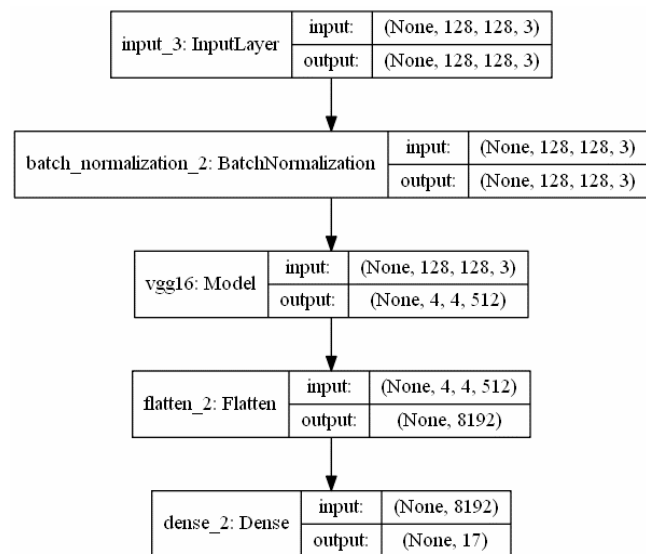 input_3: InputLayer
input: (None, 128, 128, 3)
output: (None, 128, 128, 3)
batch_normalization_2: BatchNormalization
input: (None, 128, 128, 3)
output: (None, 128, 128, 3)
vgg16: Model
input: (None, 128, 128, 3)
output: (None, 4, 4, 512)
flatten_2: Flatten
input: (None, 4, 4, 512)
output: (None, 8192)
dense_2: Dense
input: (None, 8192)
output: (None, 17)